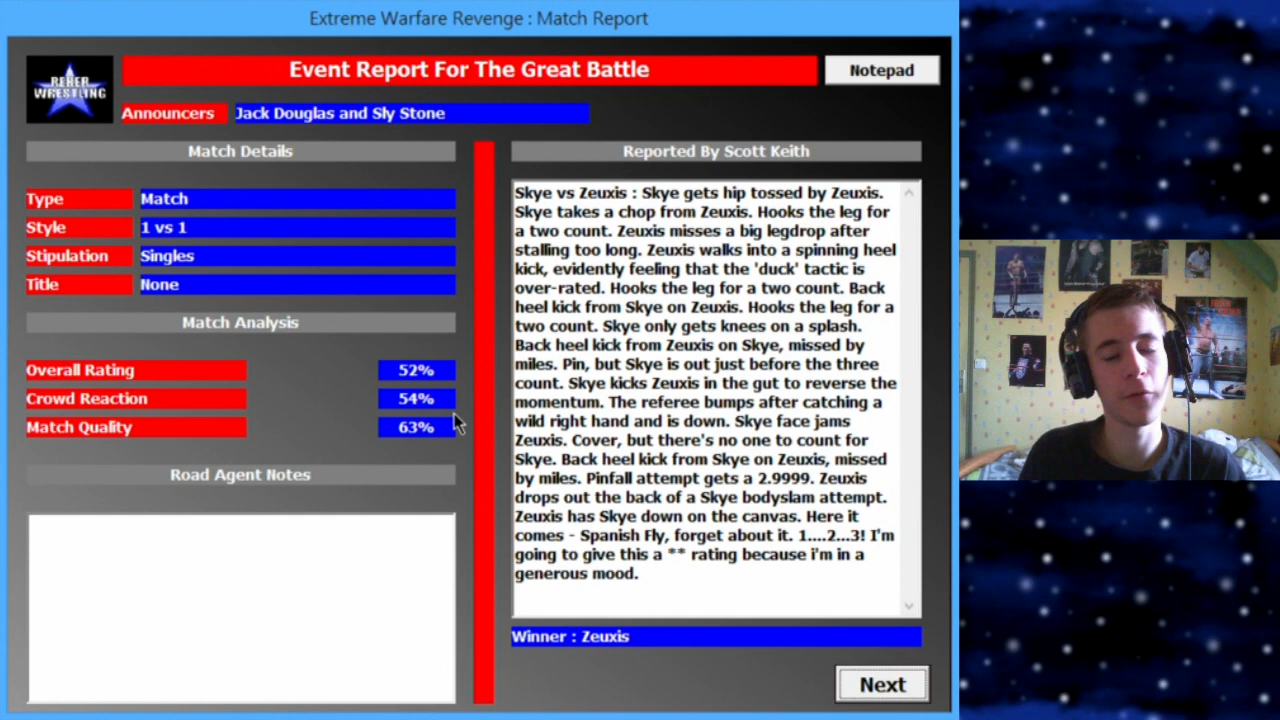 Extreme Warfare Revenge : Match Report
REKER
WRESTLING
Event Report For The Great Battle
Notepad
Announcers
Jack Douglas and Sly Stone
Match Details
Type
Match
Style
1 vs 1
Stipulation
Singles
Title
None
Match Analysis
Overall Rating
52%
Crowd Reaction
54%
Match Quality
63%
Road Agent Notes
Reported By Scott Keith
Skye vs Zeuxis : Skye gets hip tossed by Zeuxis.
Skye takes a chop from Zeuxis. Hooks the leg for
a two count. Zeuxis misses a big legdrop after
stalling too long. Zeuxis walks into a spinning heel
kick, evidently feeling that the 'duck' tactic is
over-rated. Hooks the leg for a two count. Back
heel kick from Skye on Zeuxis. Hooks the leg for a
two count. Skye only gets knees on a splash.
Back heel kick from Zeuxis on Skye, missed by
miles. Pin, but Skye is out just before the three
count. Skye kicks Zeuxis in the gut to reverse the
momentum. The referee bumps after catching a
wild right hand and is down. Skye face jams
Zeuxis. Cover, but there's no one to count for
Skye. Back heel kick from Skye on Zeuxis, missed
by miles. Pinfall attempt gets a 2.9999. Zeuxis
drops out the back of a Skye bodyslam attempt.
Zeuxis has Skye down on the canvas. Here it
comes - Spanish Fly, forget about it. 1....2...3! I'm
going to give this a ** rating because i'm in a
generous mood.
Winner : Zeuxis
Next